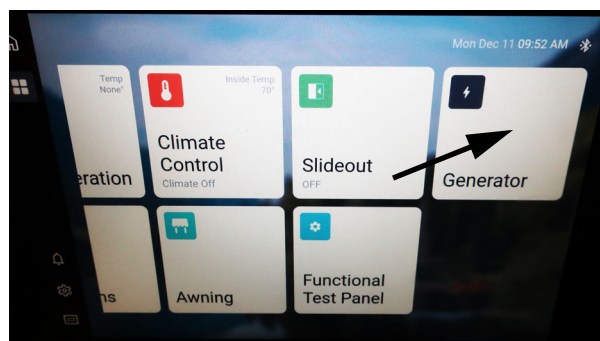 Mon Dec 11 09:52 AM
Temp
None°
eration
Inside Temp
70°
Climate
Control
Climate Off
Slideout
OFF
Generator
ns
Awning
Functional
Test Panel